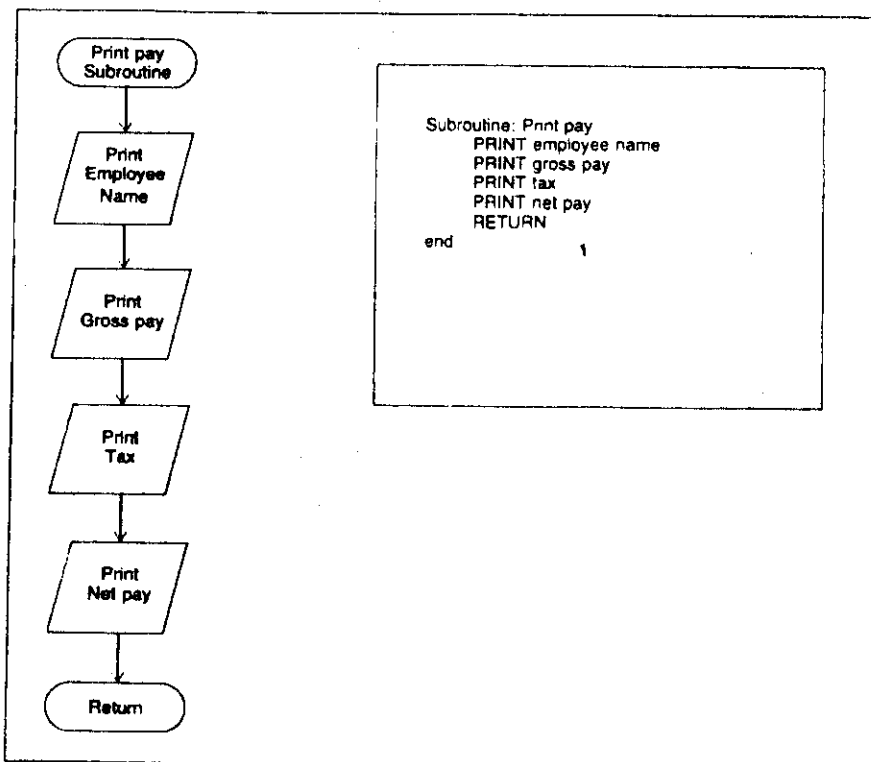 Print pay
Subroutine
Print
Employee
Name
Print
Gross pay
Print
Tax
Print
Net pay
Return
Subroutine: Print pay
PRINT employee name
PRINT gross pay
PRINT tax
PRINT net pay
RETURN
end